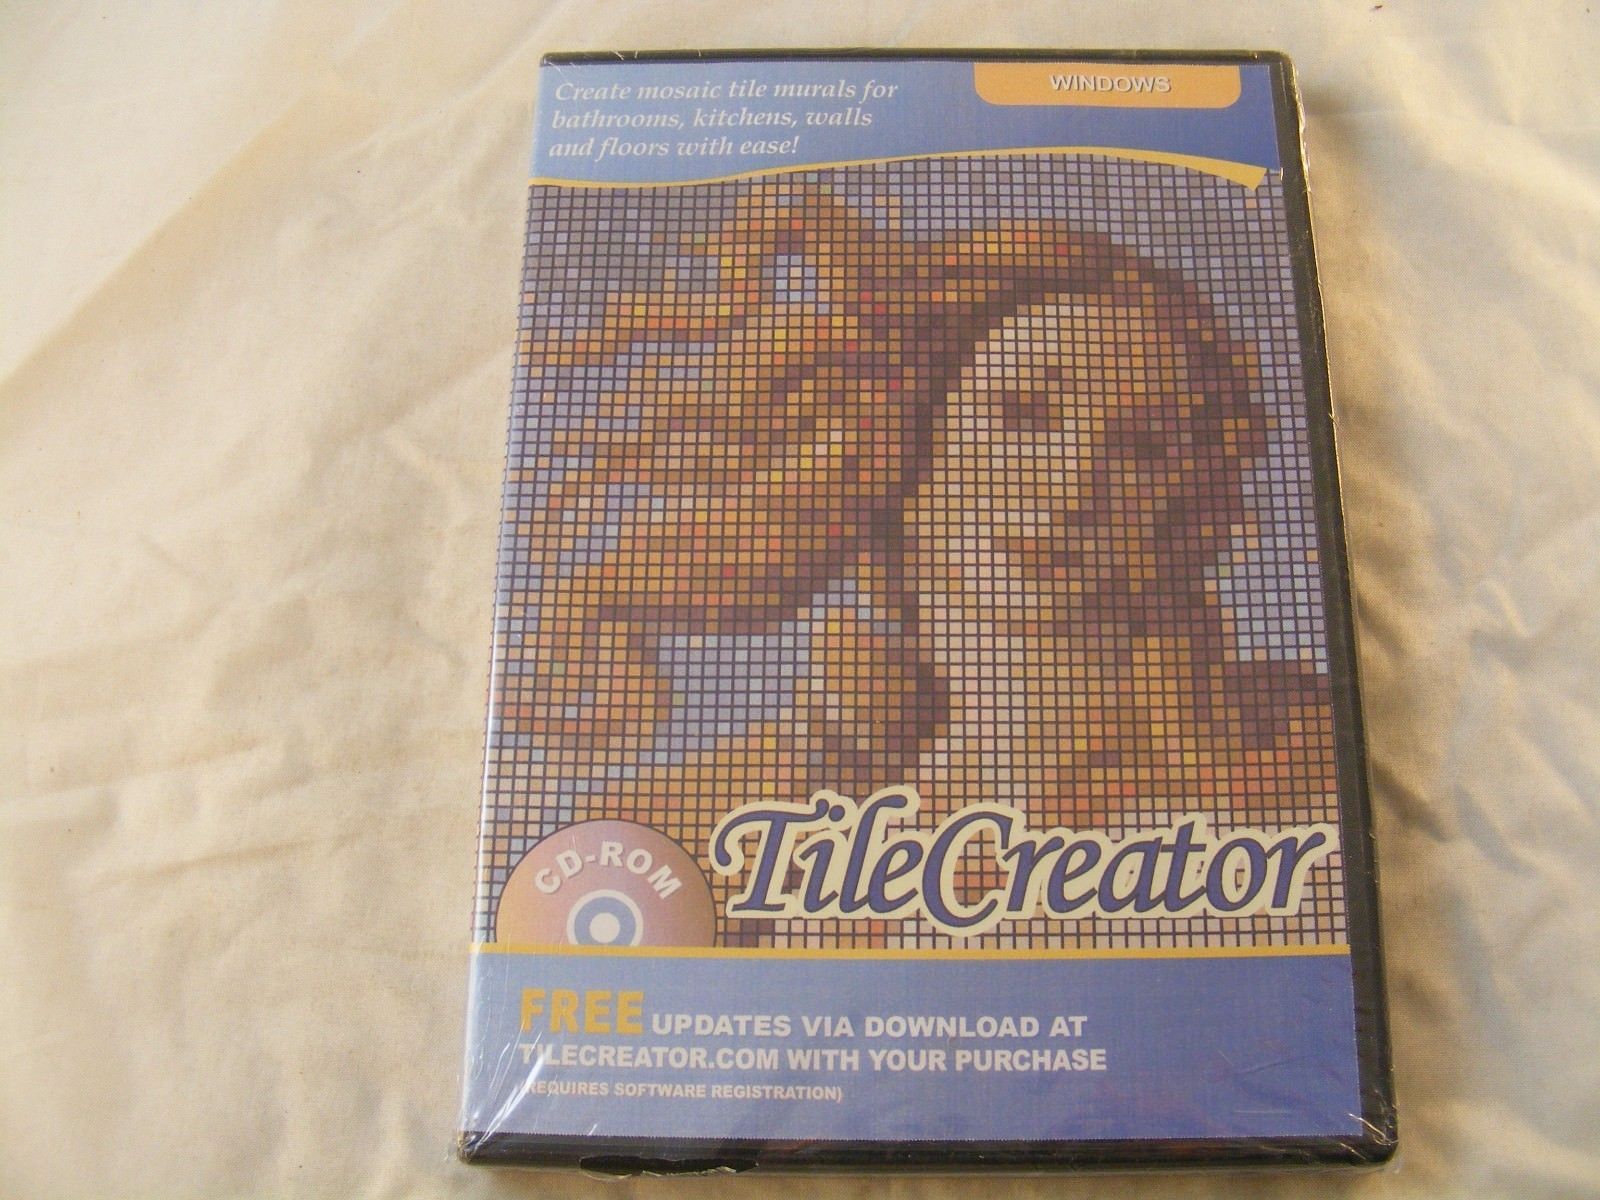 Create mosaic tile murals for
bathrooms, kitchens, walls
and floors with ease!
WINDOWS
CD-ROM
TileCreator
FREE UPDATES VIA DOWNLOAD AT
TILECREATOR.COM WITH YOUR PURCHASE
(REQUIRES SOFTWARE REGISTRATION)